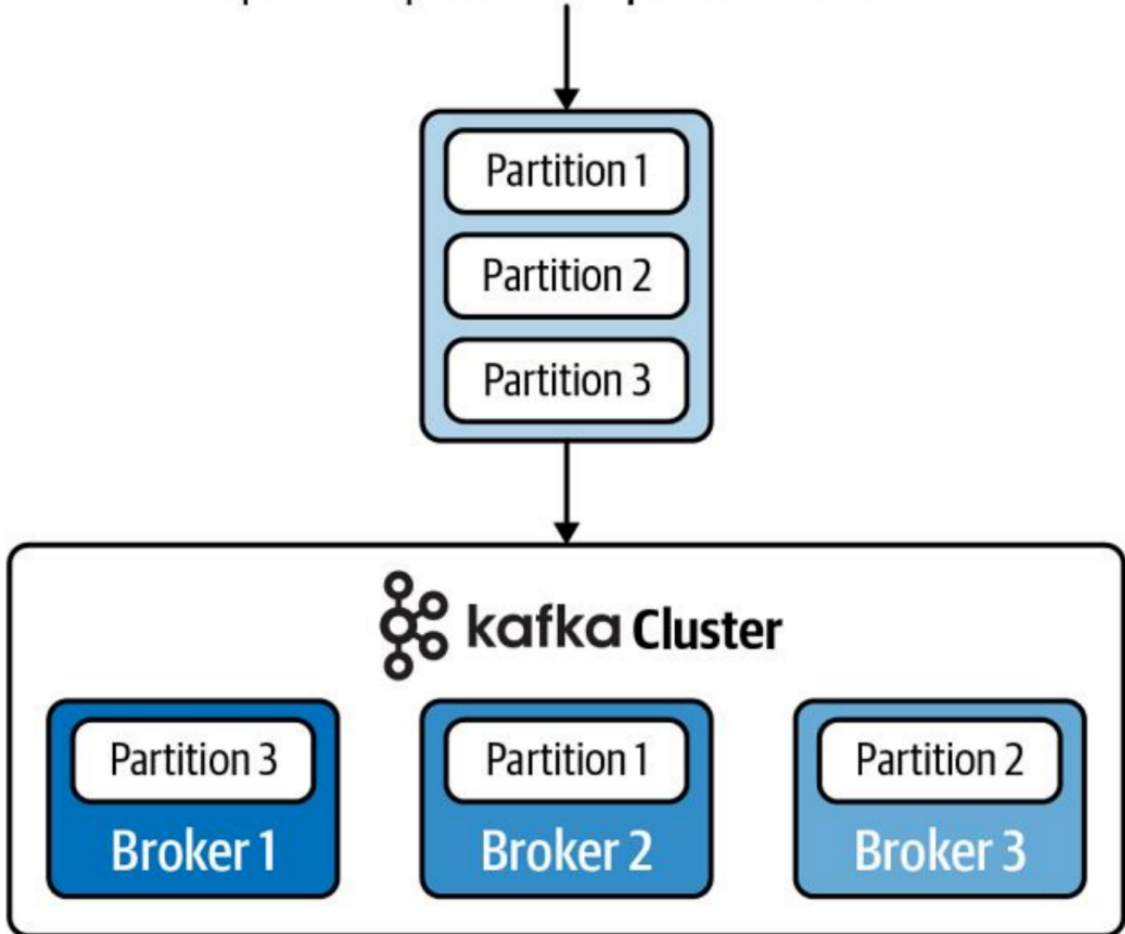 Partition 1
Partition 2
Partition 3
kafka Cluster
Partition 3 Partition 1 Partition 2
Broker 1 Broker 2 Broker 3